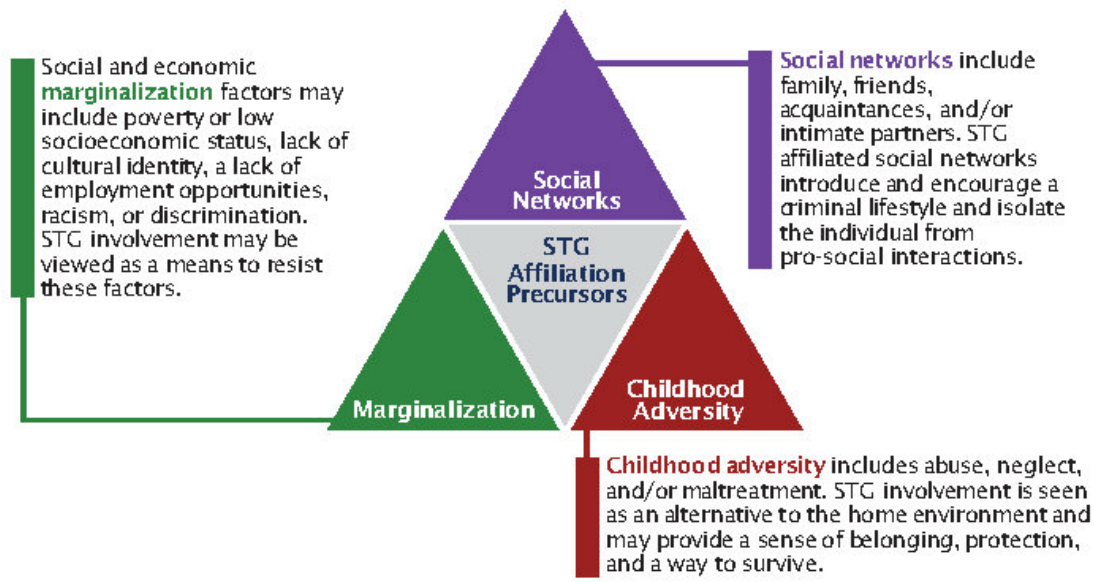 Social and economic
marginalization factors may
include poverty or low
socioeconomic status, lack of
cultural identity, a lack of
employment opportunities,
racism, or discrimination.
STG involvement may be
viewed as a means to resist
these factors.
Social networks include
family, friends,
acquaintances, and/or
intimate partners. STG
affiliated social networks
introduce and encourage a
criminal lifestyle and isolate
the individual from
pro-social interactions.
Social
Networks
STG
Affiliation
Precursors
Marginalization
Childhood
Adversity
Childhood adversity includes abuse, neglect,
and/or maltreatment. STG involvement is seen
as an alternative to the home environment and
may provide a sense of belonging, protection,
and a way to survive.